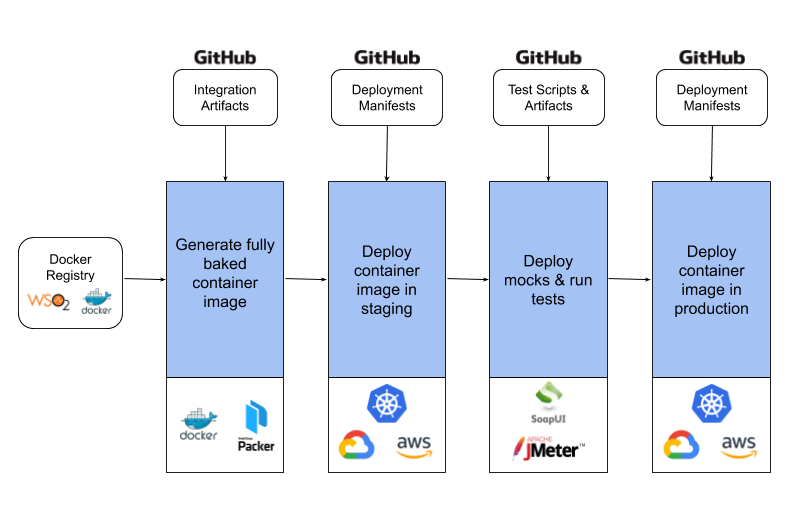 GitHub
GitHub
GitHub
GitHub
Integration
Artifacts
Deployment
Manifests
Test Scripts &
Artifacts
Deployment
Manifests
Docker
Registry
WSO2
docker
Generate fully
baked
container
image
Deploy
container
image in
staging
Deploy
mocks & run
tests
Deploy
container
image in
production
docker
Packer
aws
SoapUI
APACHE
JMeter™
aws